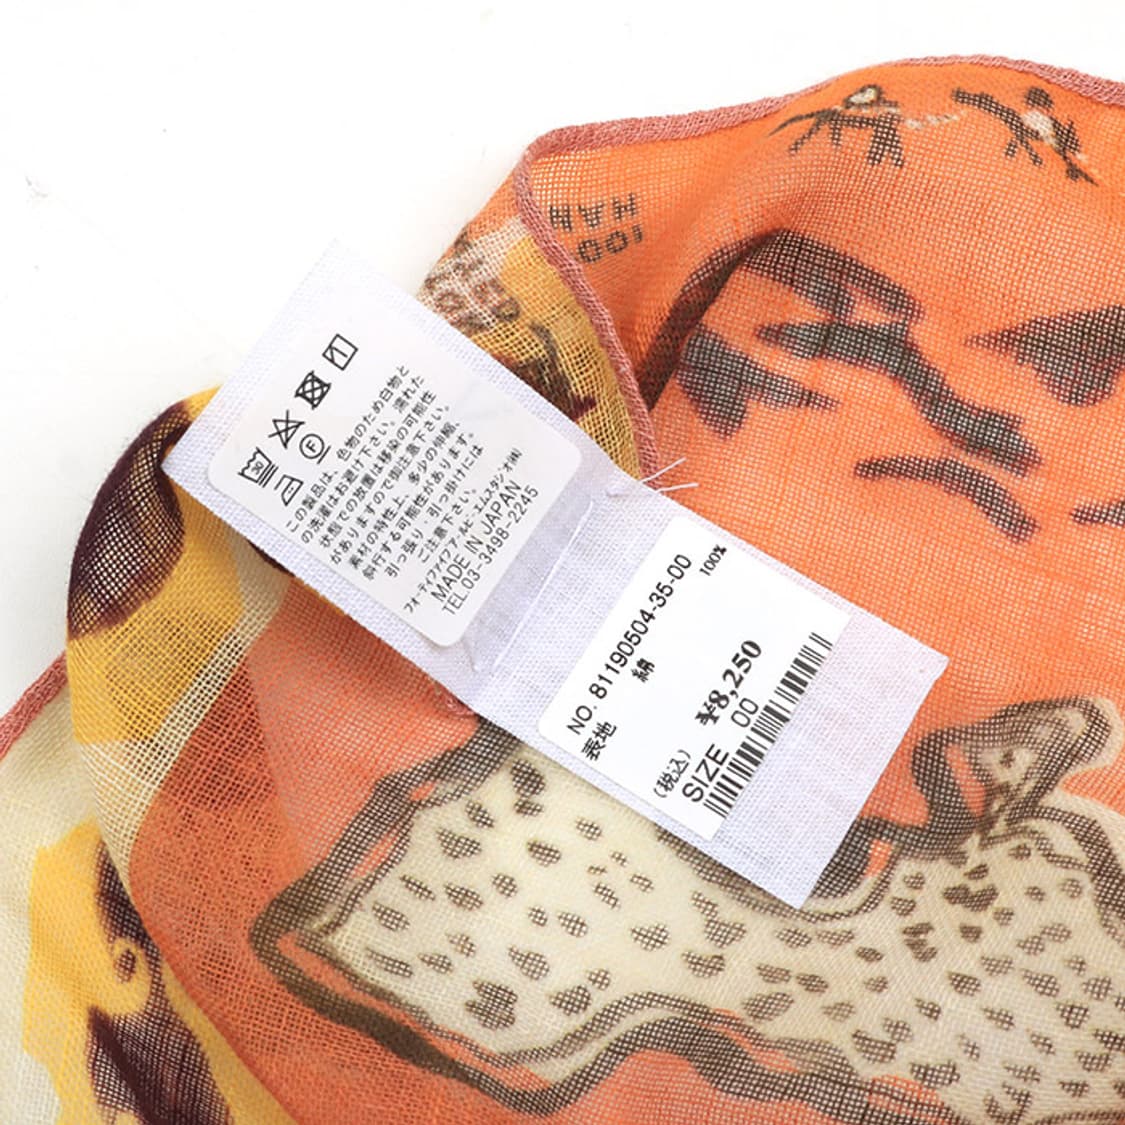 30
F
この製品は、色物のため白物と
の洗濯はお避け下さい。濡れた
状態での放置は移染の可能性
がありますので御注意下さい。
素材の特性上、多少の伸縮、
斜行する可能性があります。
引っ張り・引っ掛けには
ご注意下さい。
フォーティファイブアールピーエムスタジオ㈱
MADE IN JAPAN
TEL.03-3498-2245
NO. 81190504-35-00
表地 綿 100%
(税込) ¥8,250
SIZE 00